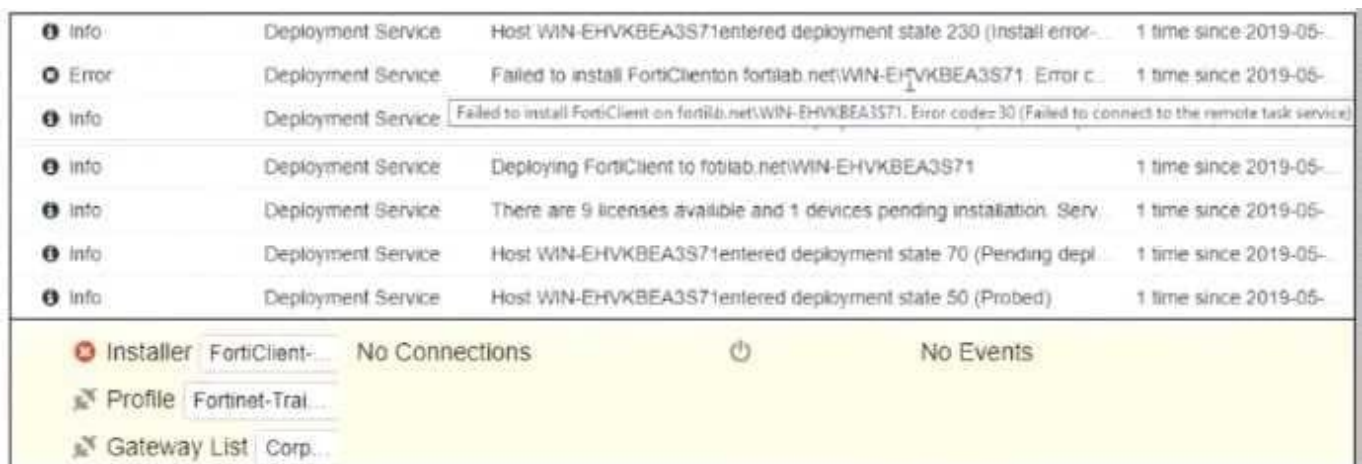 Info Deployment Service Host WIN-EHVKBEA3S71entered deployment state 230 (Install error-... 1 time since 2019-05-...
Error Deployment Service Failed to install FortiClienton fortilab.net\WIN-EHVKBEA3S71. Error c... 1 time since 2019-05-...
Info Deployment Service Failed to install FortiClient on fortilab.net\WIN-EHVKBEA3S71. Error code=30 (Failed to connect to the remote task service)
Info Deployment Service Deploying FortiClient to fotilab.net\WIN-EHVKBEA3S71 1 time since 2019-05-...
Info Deployment Service There are 9 licenses availible and 1 devices pending installation. Serv... 1 time since 2019-05-...
Info Deployment Service Host WIN-EHVKBEA3S71entered deployment state 70 (Pending depl... 1 time since 2019-05-...
Info Deployment Service Host WIN-EHVKBEA3S71entered deployment state 50 (Probed) 1 time since 2019-05-...
Installer FortiClient-... No Connections No Events
Profile Fortinet-Trai...
Gateway List Corp...